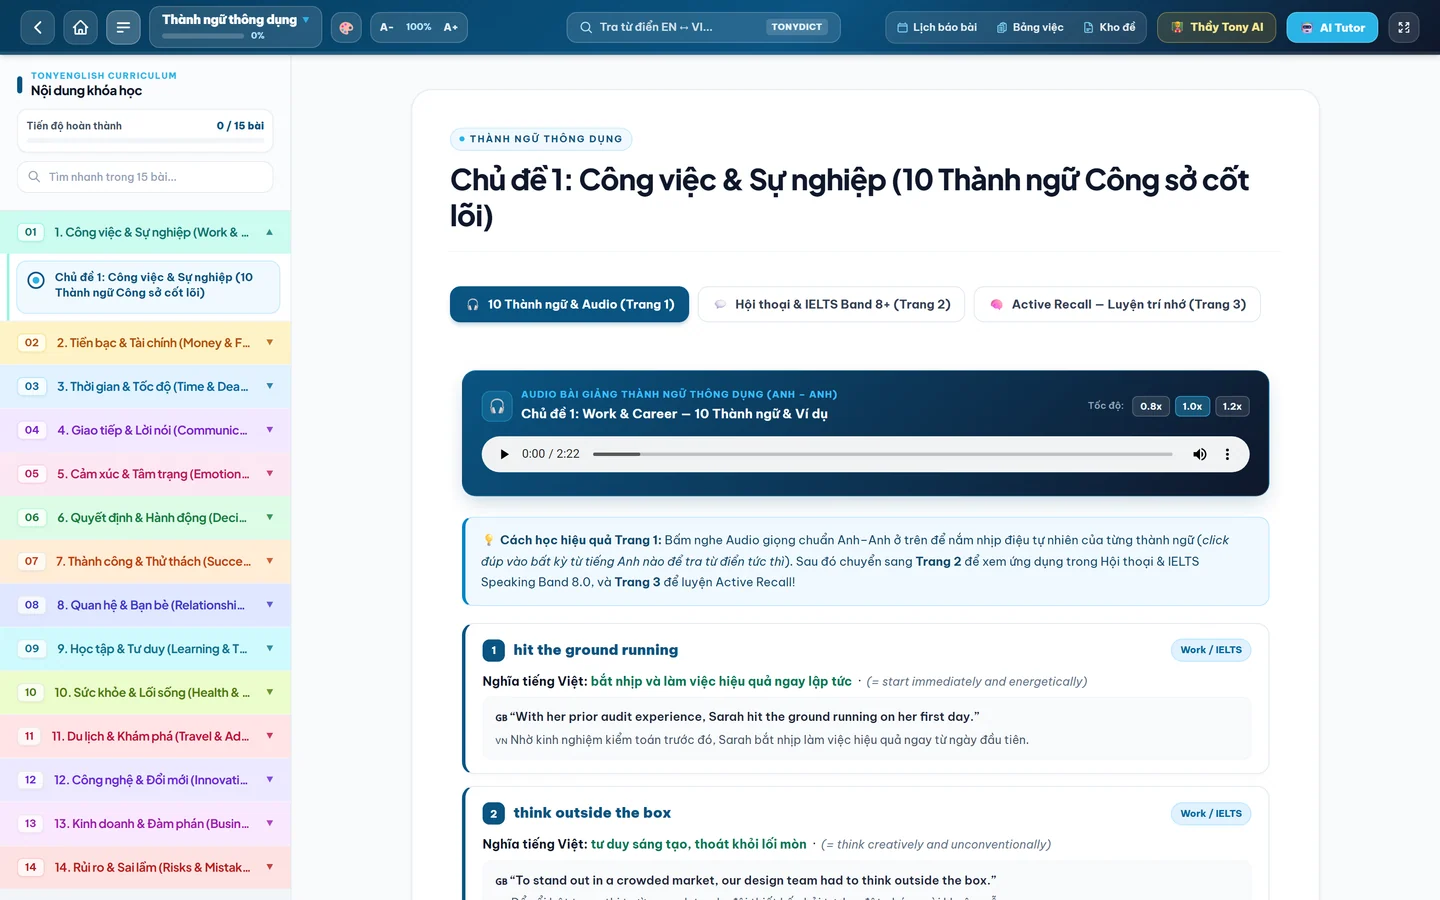 Thành ngữ thông dụng ▼
0%
A- 100% A+
Tra từ điển EN ↔ VI... TONYDICT
Lịch báo bài
Bảng việc
Kho đề
Thầy Tony AI
AI Tutor
TONYENGLISH CURRICULUM
Nội dung khóa học
Tiến độ hoàn thành 0 / 15 bài
Tìm nhanh trong 15 bài...
01 1. Công việc & Sự nghiệp (Work & ... ▲
Chủ đề 1: Công việc & Sự nghiệp (10
Thành ngữ Công sở cốt lõi)
02 2. Tiền bạc & Tài chính (Money & F... ▼
03 3. Thời gian & Tốc độ (Time & Dea... ▼
04 4. Giao tiếp & Lời nói (Communic... ▼
05 5. Cảm xúc & Tâm trạng (Emotion... ▼
06 6. Quyết định & Hành động (Deci... ▼
07 7. Thành công & Thử thách (Succe... ▼
08 8. Quan hệ & Bạn bè (Relationshi... ▼
09 9. Học tập & Tư duy (Learning & T... ▼
10 10. Sức khỏe & Lối sống (Health & ... ▼
11 11. Du lịch & Khám phá (Travel & Ad... ▼
12 12. Công nghệ & Đổi mới (Innovati... ▼
13 13. Kinh doanh & Đàm phán (Busin... ▼
14 14. Rủi ro & Sai lầm (Risks & Mistak... ▼
THÀNH NGỮ THÔNG DỤNG
Chủ đề 1: Công việc & Sự nghiệp (10 Thành ngữ Công sở cốt
lõi)
10 Thành ngữ & Audio (Trang 1)
Hội thoại & IELTS Band 8+ (Trang 2)
Active Recall – Luyện trí nhớ (Trang 3)
AUDIO BÀI GIẢNG THÀNH NGỮ THÔNG DỤNG (ANH – ANH)
Chủ đề 1: Work & Career – 10 Thành ngữ & Ví dụ
Tốc độ: 0.8x 1.0x 1.2x
0:00 / 2:22
Cách học hiệu quả Trang 1: Bấm nghe Audio giọng chuẩn Anh–Anh ở trên để nắm nhịp điệu tự nhiên của từng thành ngữ (click
đúp vào bất kỳ từ tiếng Anh nào để tra từ điển tức thì). Sau đó chuyển sang Trang 2 để xem ứng dụng trong Hội thoại & IELTS
Speaking Band 8.0, và Trang 3 để luyện Active Recall!
1 hit the ground running Work / IELTS
Nghĩa tiếng Việt: bắt nhịp và làm việc hiệu quả ngay lập tức · (= start immediately and energetically)
GB “With her prior audit experience, Sarah hit the ground running on her first day.”
VN Nhờ kinh nghiệm kiểm toán trước đó, Sarah bắt nhịp làm việc hiệu quả ngay từ ngày đầu tiên.
2 think outside the box Work / IELTS
Nghĩa tiếng Việt: tư duy sáng tạo, thoát khỏi lối mòn · (= think creatively and unconventionally)
GB “To stand out in a crowded market, our design team had to think outside the box.”